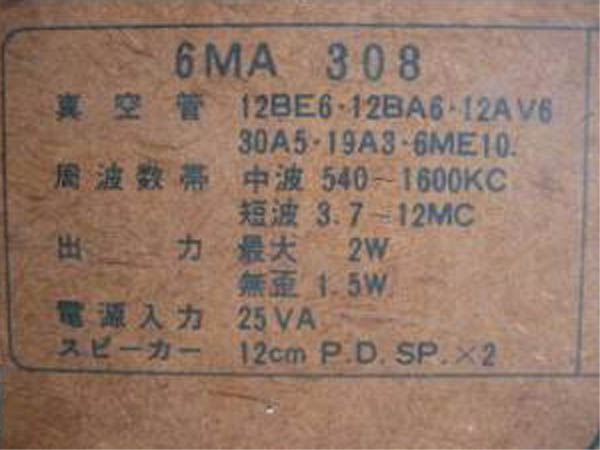 6MA 308
真空管 12BE6・12BA6・12AV6
30A5・19A3・6ME10.
周波数帯 中波 540~1600KC
短波 3.7~12MC
出力 最大 2W
無歪 1.5W
電源入力 25VA
スピーカー 12cm P.D. SP.×2